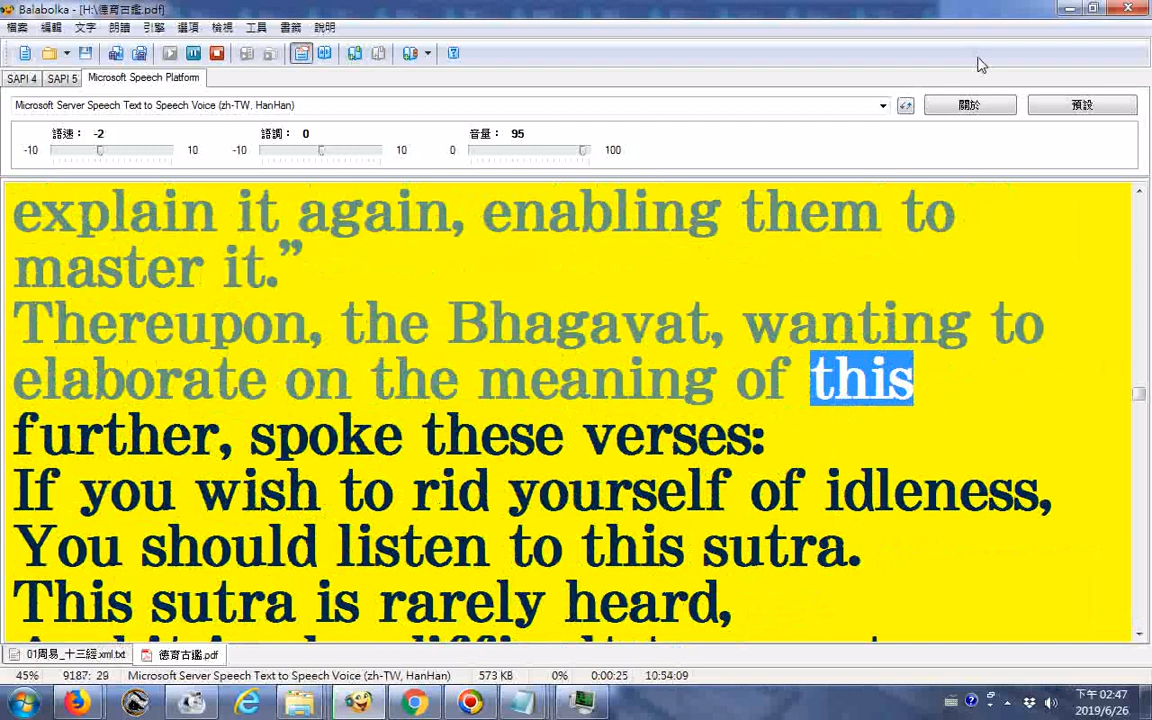 Balabolka - [H:\德育古鑑.pdf]
檔案 編輯 文字 朗讀 引擎 選項 檢視 工具 書籤 說明
SAPI 4 SAPI 5 Microsoft Speech Platform
Microsoft Server Speech Text to Speech Voice (zh-TW, HanHan) 關於 預設
語速： -2 語調： 0 音量： 95
-10 10 -10 10 0 100
explain it again, enabling them to
master it.”
Thereupon, the Bhagavat, wanting to
elaborate on the meaning of this
further, spoke these verses:
If you wish to rid yourself of idleness,
You should listen to this sutra.
This sutra is rarely heard,
01周易_十三經.xml.txt 德育古鑑.pdf
45% 9187: 29 Microsoft Server Speech Text to Speech Voice (zh-TW, HanHan) 573 KB 0% 0:00:25 10:54:09
下午 02:47
2019/6/26